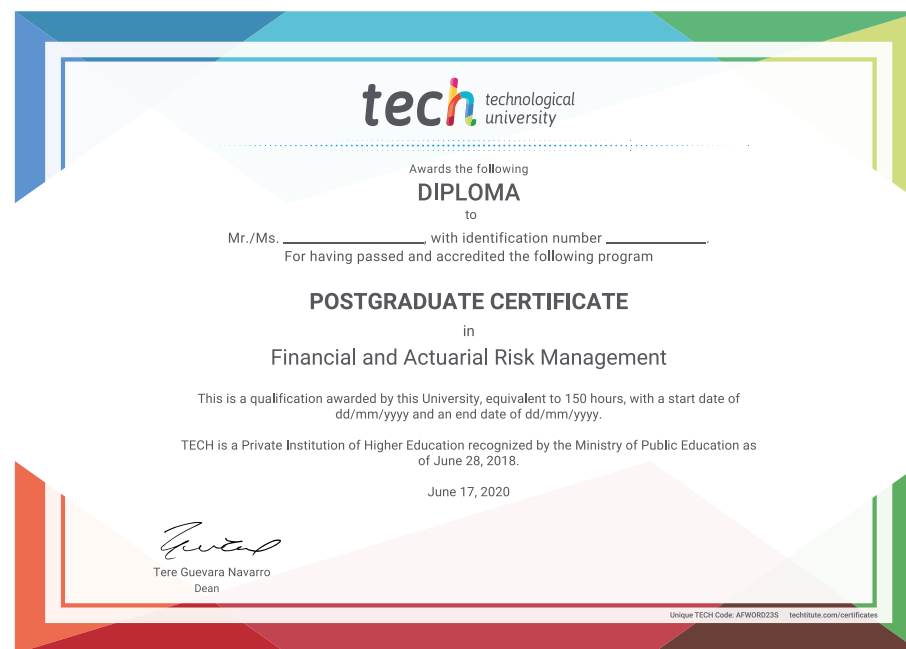 tech technological
university
Awards the following
DIPLOMA
to
Mr./Ms. ____________, with identification number _________.
For having passed and accredited the following program
POSTGRADUATE CERTIFICATE
in
Financial and Actuarial Risk Management
This is a qualification awarded by this University, equivalent to 150 hours, with a start date of
dd/mm/yyyy and an end date of dd/mm/yyyy.
TECH is a Private Institution of Higher Education recognized by the Ministry of Public Education as
of June 28, 2018.
June 17, 2020
Tere Guevara Navarro
Dean
Unique TECH Code: AFWORD23S techtitute.com/certificates